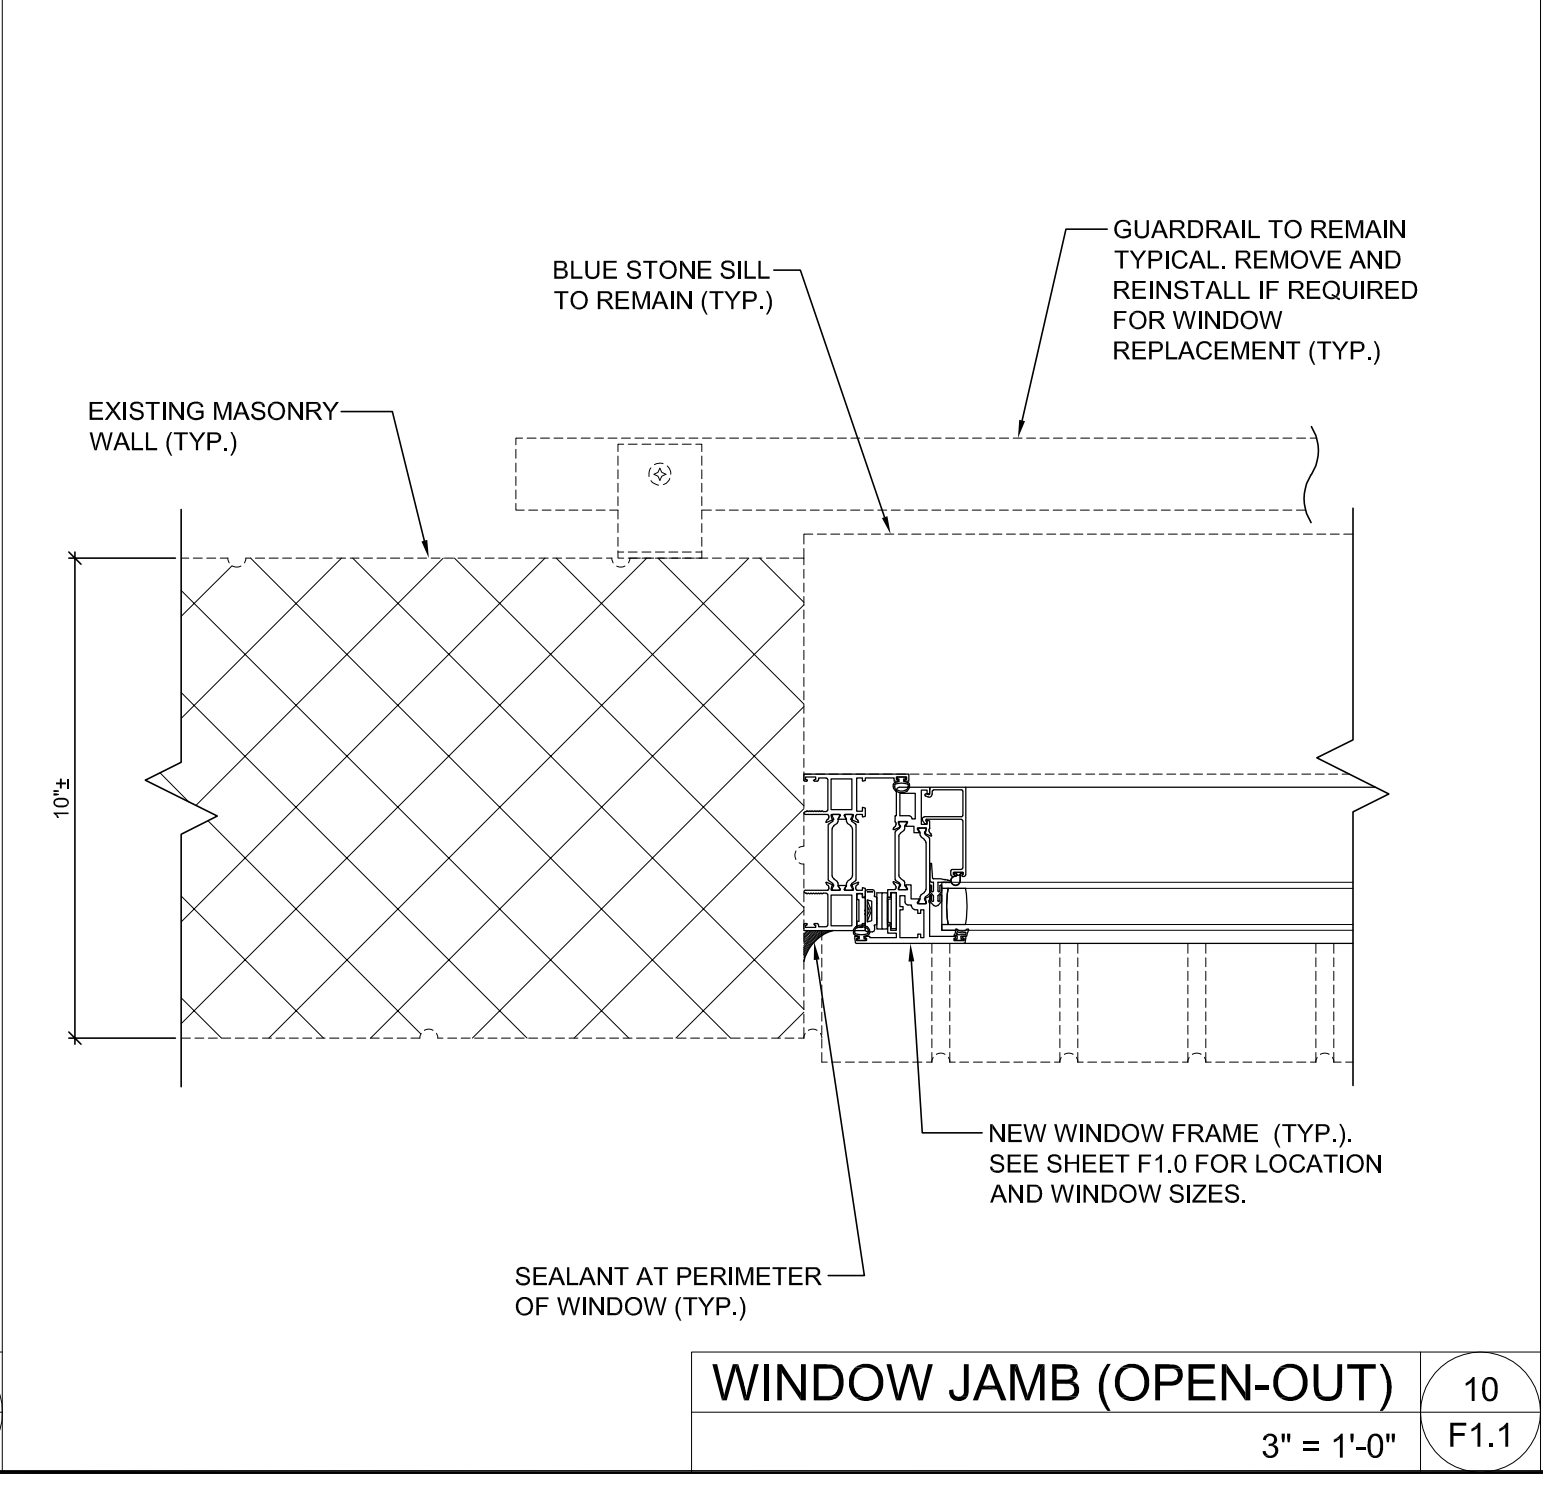 GUARDRAIL TO REMAIN
TYPICAL. REMOVE AND
REINSTALL IF REQUIRED
FOR WINDOW
REPLACEMENT (TYP.)
BLUE STONE SILL
TO REMAIN (TYP.)
EXISTING MASONRY
WALL (TYP.)
10"±
NEW WINDOW FRAME (TYP.).
SEE SHEET F1.0 FOR LOCATION
AND WINDOW SIZES.
SEALANT AT PERIMETER
OF WINDOW (TYP.)
WINDOW JAMB (OPEN-OUT)
10
3" = 1'-0"
F1.1